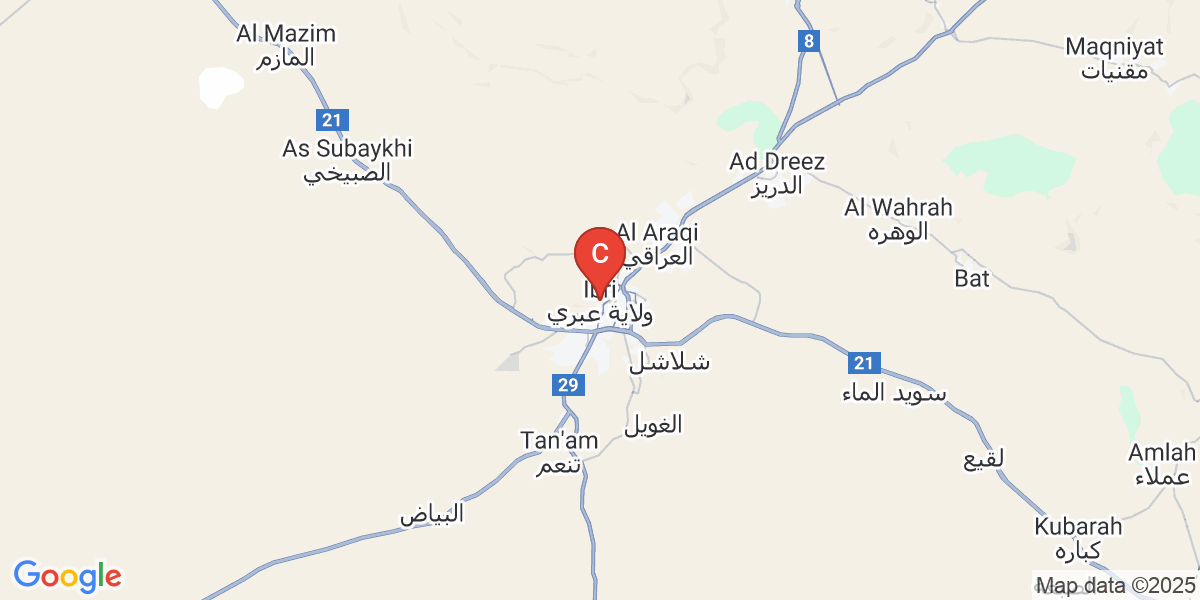 Al Mazim
المازم
8
Maqniyat
مقنيات
21
As Subaykhi
الصبيخي
Ad Dreez
الدريز
Al Wahrah
الوهره
Al Araqi
العراقي
C
Bat
Ibri
ولاية عبري
شلاشل
21
سويد الماء
29
الغويل
Tan'am
تنعم
لقيع
Amlah
عملاء
البياض
Kubarah
كباره
Google
Map data ©2025